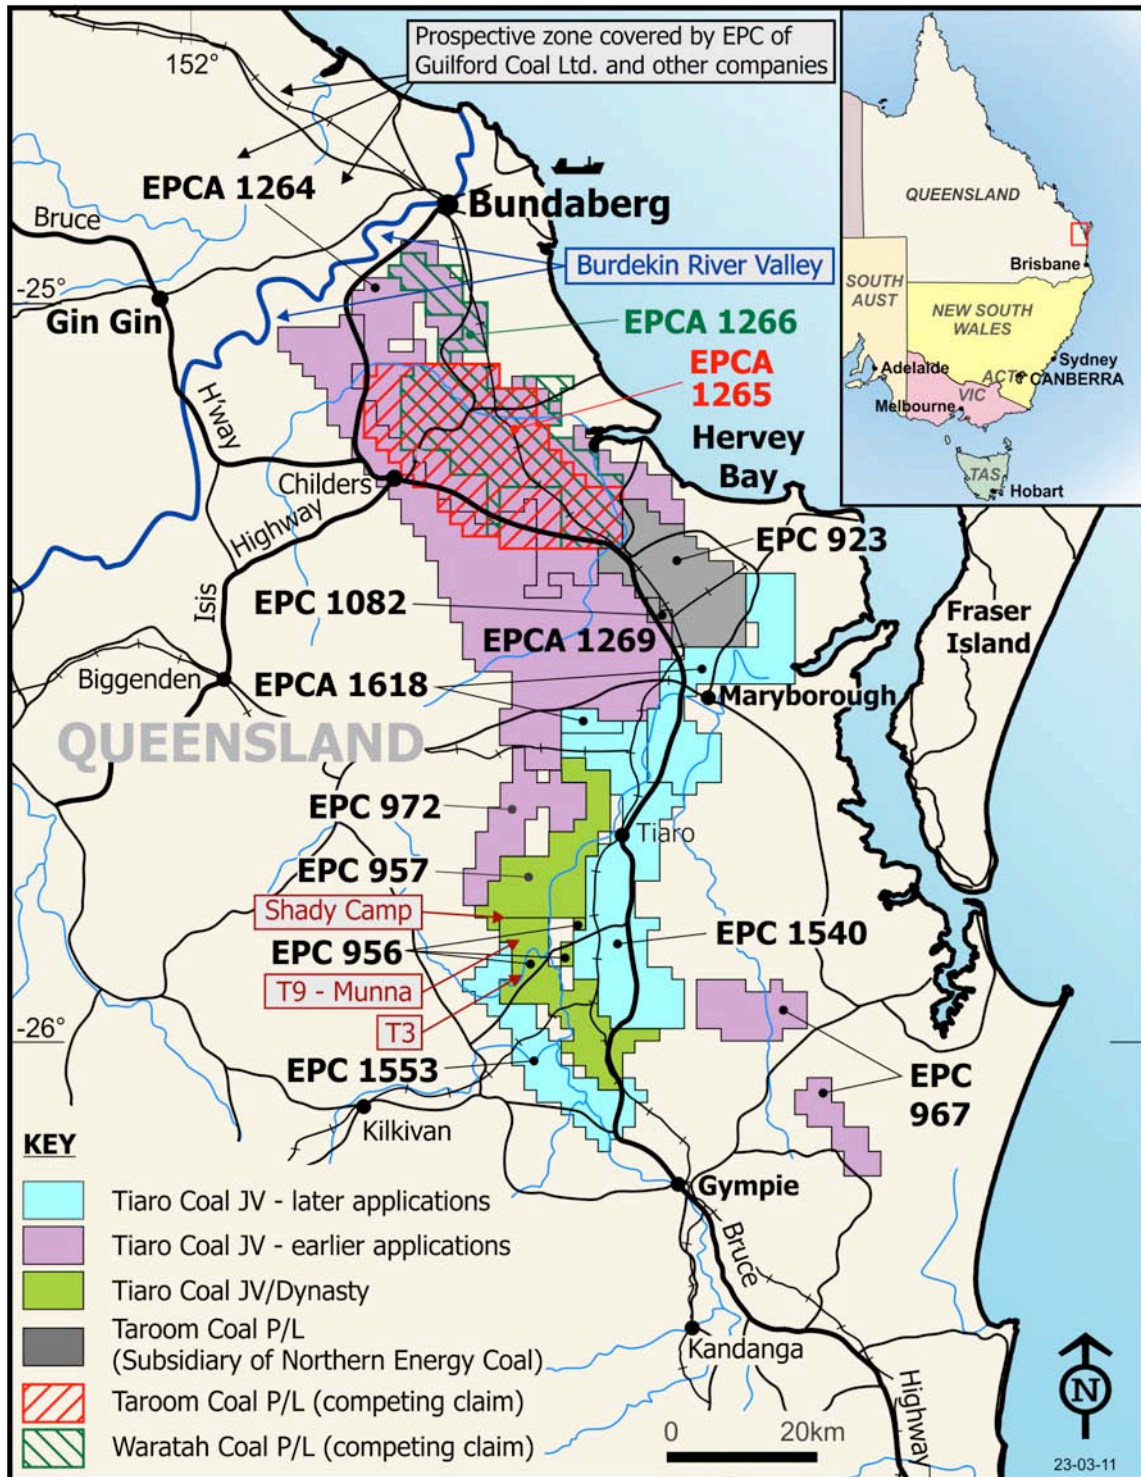 Prospective zone covered by EPC of
Guilford Coal Ltd. and other companies
152°
EPCA 1264
Bundaberg
Bruce
Burdekin River Valley
-25°
Gin Gin
EPCA 1266
EPCA
1265
H'way
Hervey
Bay
Childers
Highway
EPC 923
Isis
EPC 1082
EPCA 1269
Fraser
Island
Biggenden
EPCA 1618
Maryborough
QUEENSLAND
EPC 972
Tiaro
EPC 957
Shady Camp
EPC 956
EPC 1540
T9 - Munna
T3
-26°
EPC 1553
EPC
967
Kilkivan
Gympie
Bruce
Kandanga
Highway
QUEENSLAND
Brisbane
SOUTH
AUST
NEW SOUTH
WALES
Sydney
Adelaide
ACT
CANBERRA
VIC
Melbourne
TAS
Hobart
KEY
Tiaro Coal JV - later applications
Tiaro Coal JV - earlier applications
Tiaro Coal JV/Dynasty
Taroom Coal P/L
(Subsidiary of Northern Energy Coal)
Taroom Coal P/L (competing claim)
Waratah Coal P/L (competing claim)
0 20km
N
23-03-11